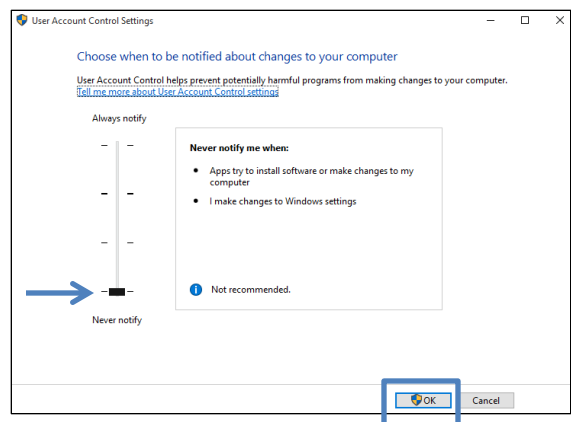 User Account Control Settings
Choose when to be notified about changes to your computer
User Account Control helps prevent potentially harmful programs from making changes to your computer.
Tell me more about User Account Control settings
Always notify
Never notify me when:
• Apps try to install software or make changes to my
computer
• I make changes to Windows settings
Not recommended.
Never notify
OK
Cancel